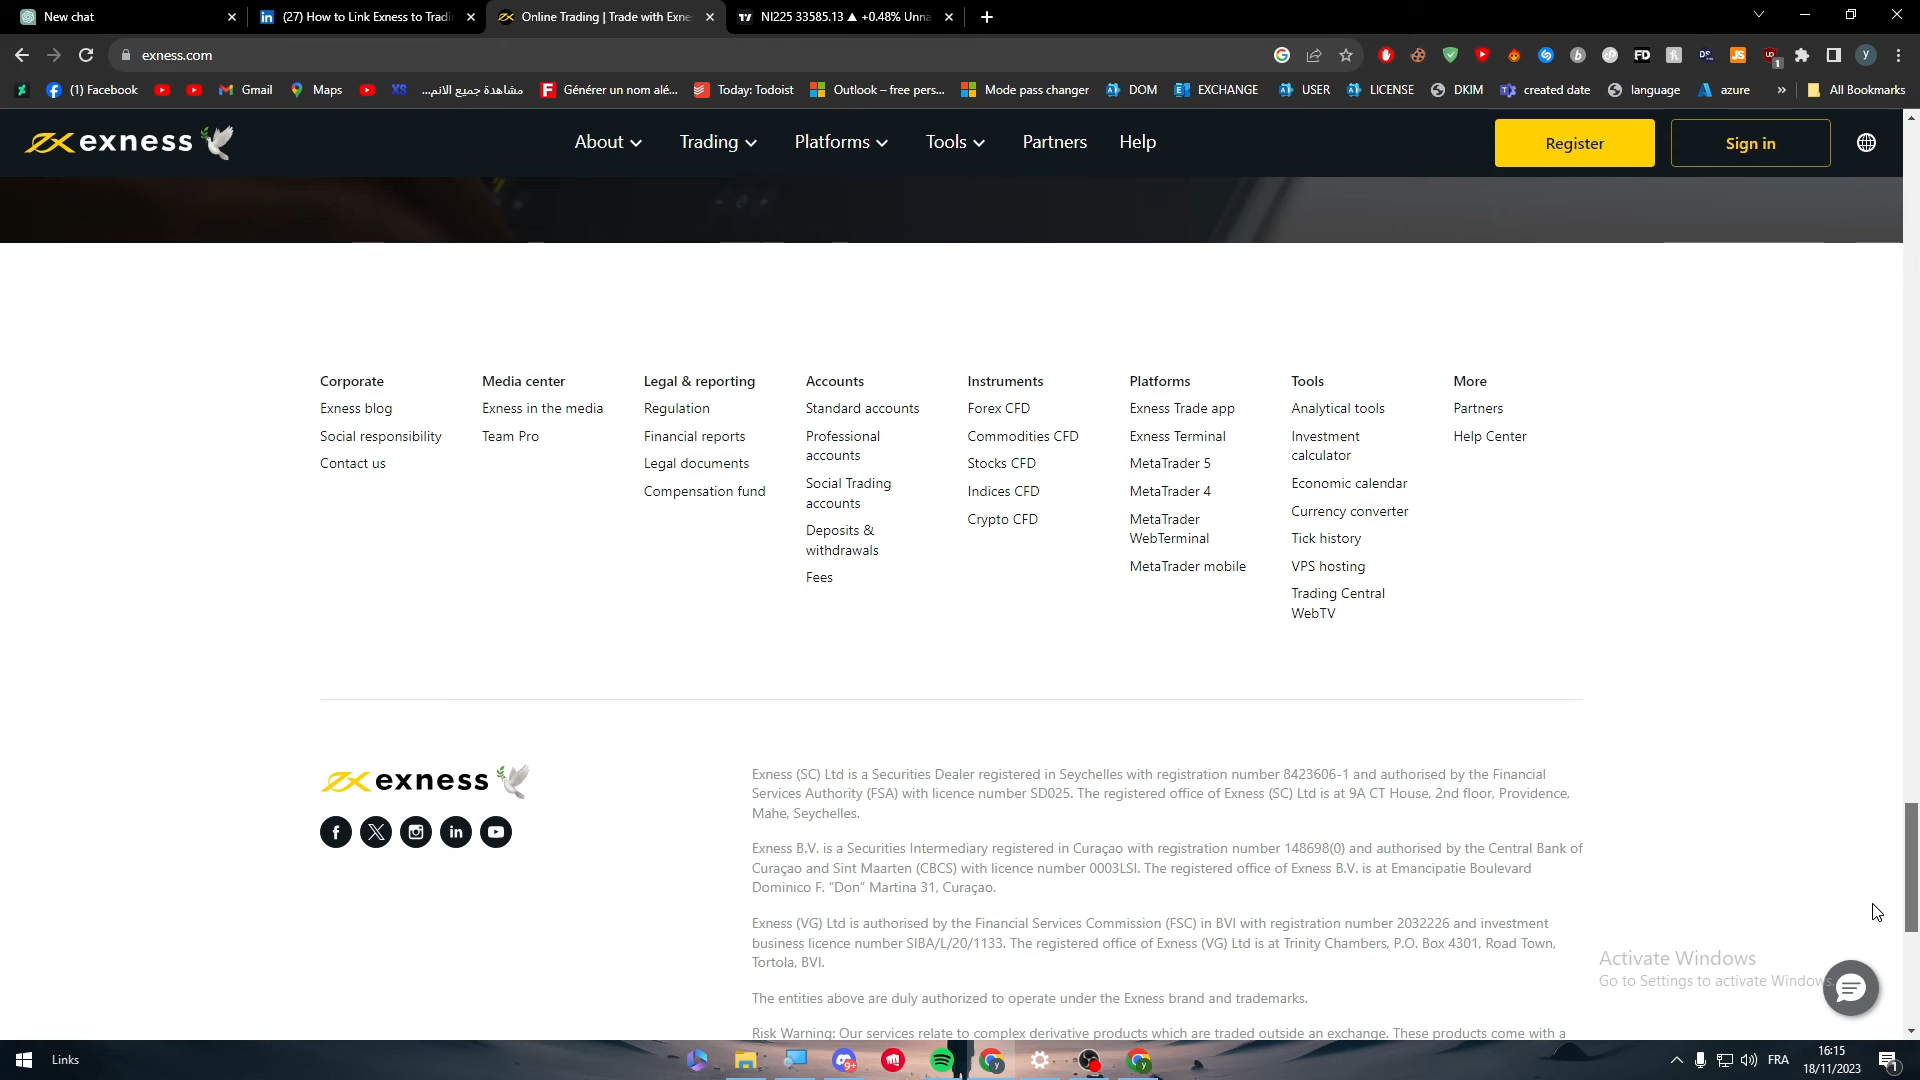 New chat
(27) How to Link Exness to Tradi
Online Trading | Trade with Exne
NI225 33585.13 ▲ +0.48% Unna
exness.com
(1) Facebook
Gmail
Maps
XS
مشاهدة جميع الانم...
Générer un nom alé...
Today: Todoist
Outlook – free pers...
Mode pass changer
DOM
EXCHANGE
USER
LICENSE
DKIM
created date
language
azure
»
All Bookmarks
exness
About
Trading
Platforms
Tools
Partners
Help
Register
Sign in
Corporate
Exness blog
Social responsibility
Contact us
Media center
Exness in the media
Team Pro
Legal & reporting
Regulation
Financial reports
Legal documents
Compensation fund
Accounts
Standard accounts
Professional
accounts
Social Trading
accounts
Deposits &
withdrawals
Fees
Instruments
Forex CFD
Commodities CFD
Stocks CFD
Indices CFD
Crypto CFD
Platforms
Exness Trade app
Exness Terminal
MetaTrader 5
MetaTrader 4
MetaTrader
WebTerminal
MetaTrader mobile
Tools
Analytical tools
Investment
calculator
Economic calendar
Currency converter
Tick history
VPS hosting
Trading Central
WebTV
More
Partners
Help Center
exness
Exness (SC) Ltd is a Securities Dealer registered in Seychelles with registration number 8423606-1 and authorised by the Financial
Services Authority (FSA) with licence number SD025. The registered office of Exness (SC) Ltd is at 9A CT House, 2nd floor, Providence,
Mahe, Seychelles.
Exness B.V. is a Securities Intermediary registered in Curaçao with registration number 148698(0) and authorised by the Central Bank of
Curaçao and Sint Maarten (CBCS) with licence number 0003LSI. The registered office of Exness B.V. is at Emancipatie Boulevard
Dominico F. "Don" Martina 31, Curaçao.
Exness (VG) Ltd is authorised by the Financial Services Commission (FSC) in BVI with registration number 2032226 and investment
business licence number SIBA/L/20/1133. The registered office of Exness (VG) Ltd is at Trinity Chambers, P.O. Box 4301, Road Town,
Tortola, BVI.
The entities above are duly authorized to operate under the Exness brand and trademarks.
Risk Warning: Our services relate to complex derivative products which are traded outside an exchange. These products come with a
Activate Windows
Go to Settings to activate Windows.
Links
FRA
16:15
18/11/2023